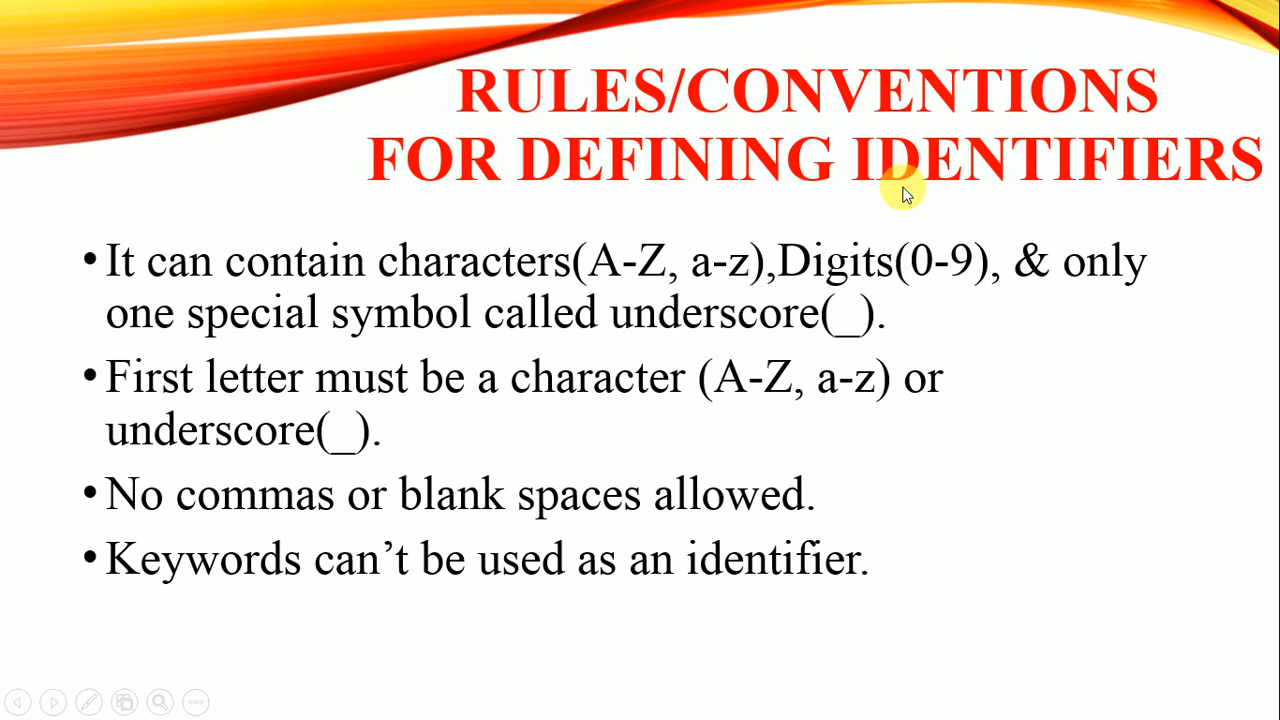 RULES/CONVENTIONS
FOR DEFINING IDENTIFIERS
•It can contain characters(A-Z, a-z),Digits(0-9), & only
one special symbol called underscore(_).
•First letter must be a character (A-Z, a-z) or
underscore(_).
•No commas or blank spaces allowed.
•Keywords can’t be used as an identifier.